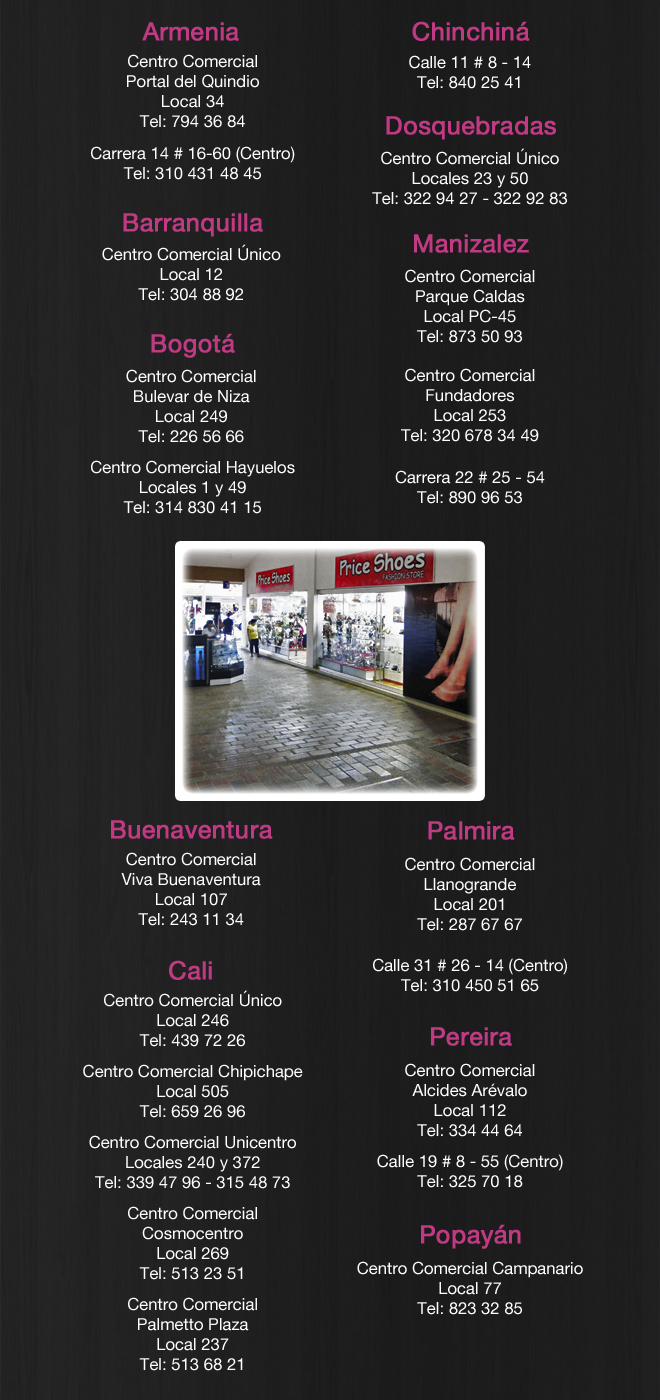 Armenia
Centro Comercial
Portal del Quindio
Local 34
Tel: 794 36 84
Carrera 14 # 16-60 (Centro)
Tel: 310 431 48 45
Barranquilla
Centro Comercial Único
Local 12
Tel: 304 88 92
Bogotá
Centro Comercial
Bulevar de Niza
Local 249
Tel: 226 56 66
Centro Comercial Hayuelos
Locales 1 y 49
Tel: 314 830 41 15
Chinchiná
Calle 11 # 8 - 14
Tel: 840 25 41
Dosquebradas
Centro Comercial Único
Locales 23 y 50
Tel: 322 94 27 - 322 92 83
Manizalez
Centro Comercial
Parque Caldas
Local PC-45
Tel: 873 50 93
Centro Comercial
Fundadores
Local 253
Tel: 320 678 34 49
Carrera 22 # 25 - 54
Tel: 890 96 53
Price Shoes
Price Shoes
FASHION STORE
Buenaventura
Centro Comercial
Viva Buenaventura
Local 107
Tel: 243 11 34
Cali
Centro Comercial Único
Local 246
Tel: 439 72 26
Centro Comercial Chipichape
Local 505
Tel: 659 26 96
Centro Comercial Unicentro
Locales 240 y 372
Tel: 339 47 96 - 315 48 73
Centro Comercial
Cosmocentro
Local 269
Tel: 513 23 51
Centro Comercial
Palmetto Plaza
Local 237
Tel: 513 68 21
Palmira
Centro Comercial
Llanogrande
Local 201
Tel: 287 67 67
Calle 31 # 26 - 14 (Centro)
Tel: 310 450 51 65
Pereira
Centro Comercial
Alcides Arévalo
Local 112
Tel: 334 44 64
Calle 19 # 8 - 55 (Centro)
Tel: 325 70 18
Popayán
Centro Comercial Campanario
Local 77
Tel: 823 32 85